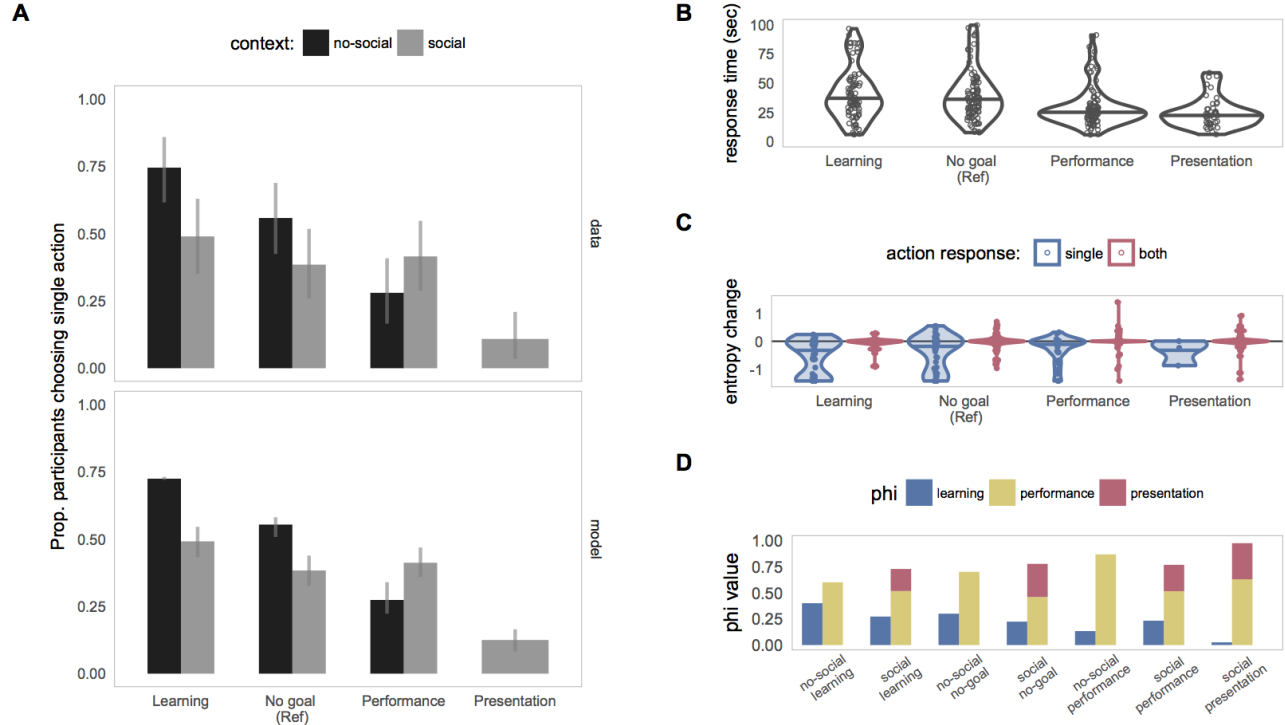 A
context: no-social social
Prop. participants choosing single action
1.00
0.75
0.50
0.25
0.00
data
1.00
0.75
0.50
0.25
0.00
model
Learning No goal (Ref) Performance Presentation
B
response time (sec)
100
75
50
25
0
Learning No goal (Ref) Performance Presentation
C
action response: single both
entropy change
1
0
-1
Learning No goal (Ref) Performance Presentation
D
phi learning performance presentation
phi value
1.00
0.75
0.50
0.25
0.00
no-social learning
social learning
no-social no-goal
social no-goal
no-social performance
social performance
social presentation